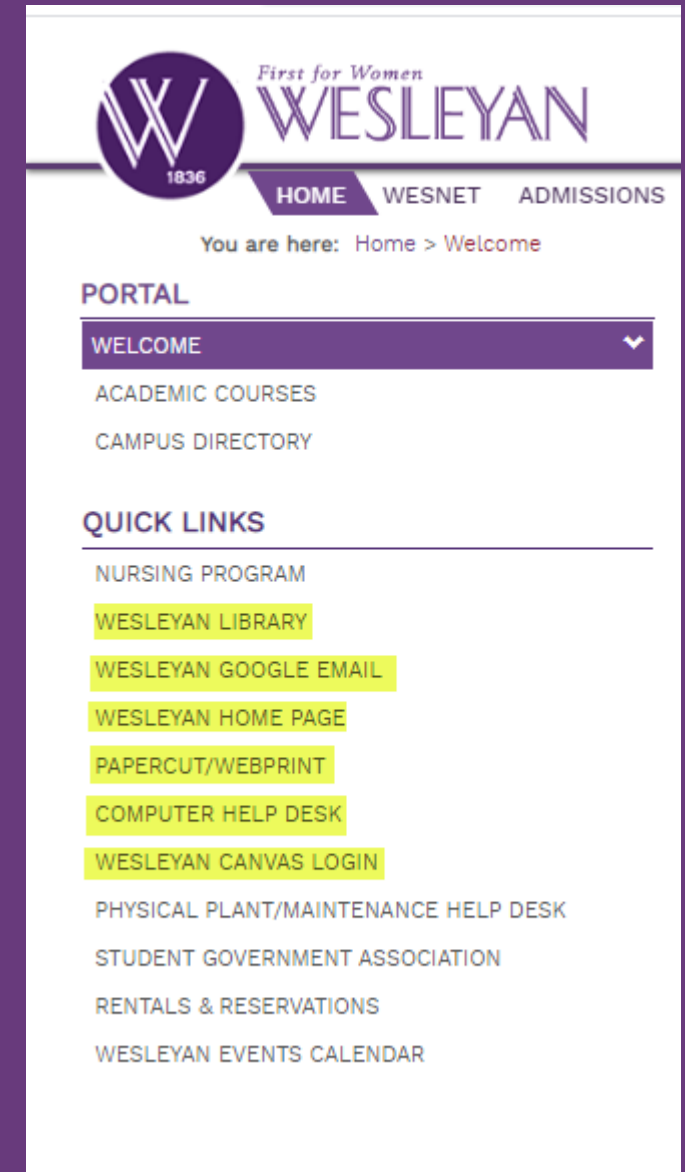 First for Women
WESLEYAN
W
1836
HOME WESNET ADMISSIONS
You are here: Home > Welcome
PORTAL
WELCOME
ACADEMIC COURSES
CAMPUS DIRECTORY
QUICK LINKS
NURSING PROGRAM
WESLEYAN LIBRARY
WESLEYAN GOOGLE EMAIL
WESLEYAN HOME PAGE
PAPERCUT/WEBPRINT
COMPUTER HELP DESK
WESLEYAN CANVAS LOGIN
PHYSICAL PLANT/MAINTENANCE HELP DESK
STUDENT GOVERNMENT ASSOCIATION
RENTALS & RESERVATIONS
WESLEYAN EVENTS CALENDAR